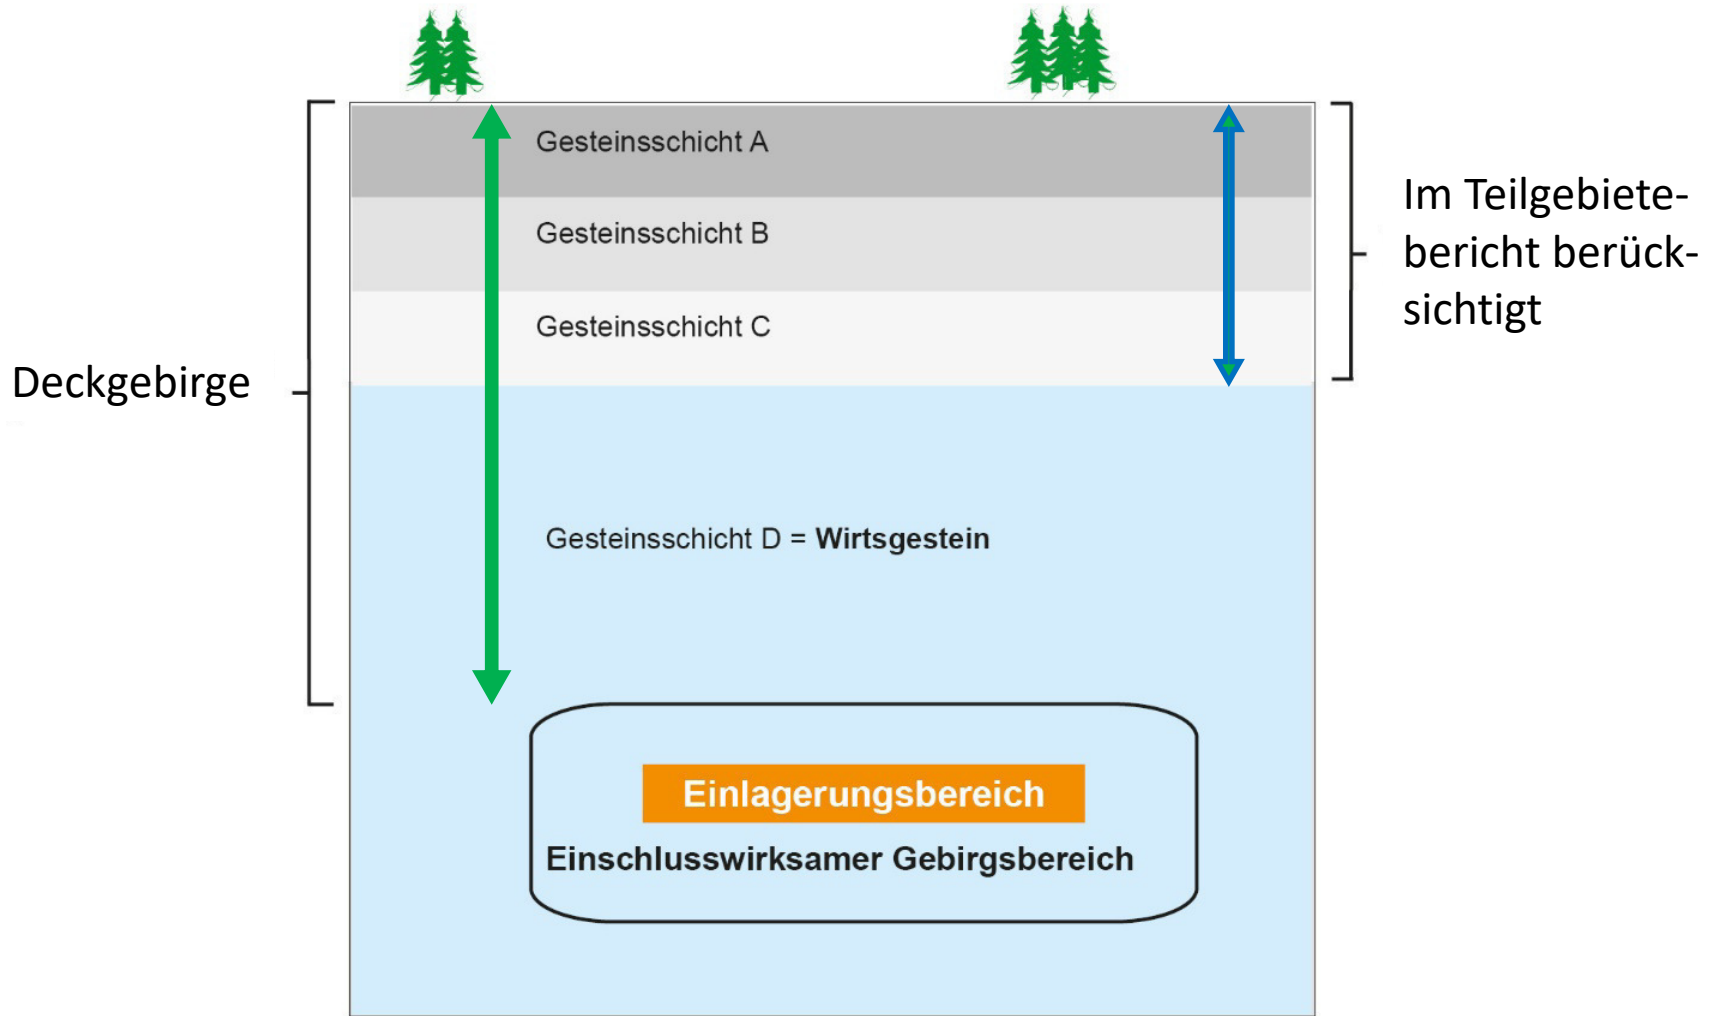 Gesteinsschicht A
Gesteinsschicht B
Gesteinsschicht C
Im Teilgebiete-
bericht berück-
sichtigt
Deckgebirge
Gesteinsschicht D = Wirtsgestein
Einlagerungsbereich
Einschlusswirksamer Gebirgsbereich